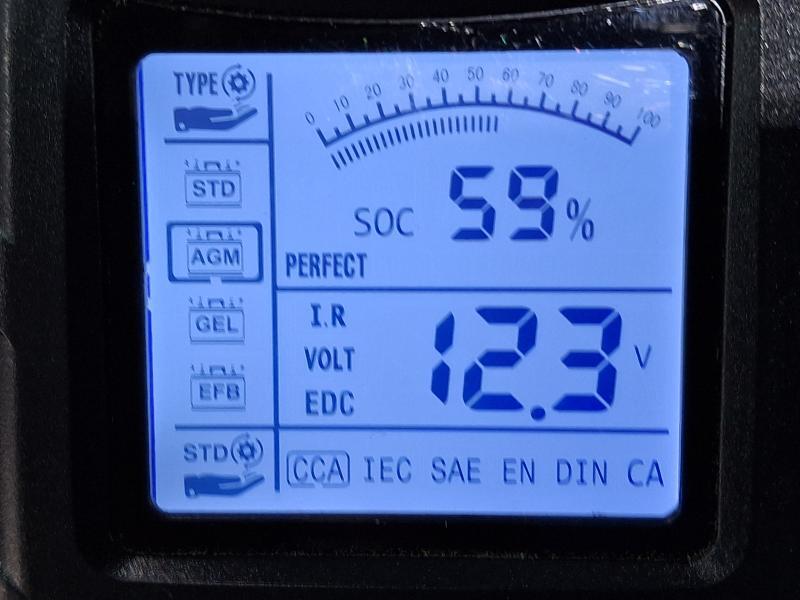 TYPE
0 10 20 30 40 50 60 70 80 90 100
STD
SOC 59%
AGM
PERFECT
GEL
I.R
VOLT
12.3 V
EFB
EDC
STD
CCA IEC SAE EN DIN CA